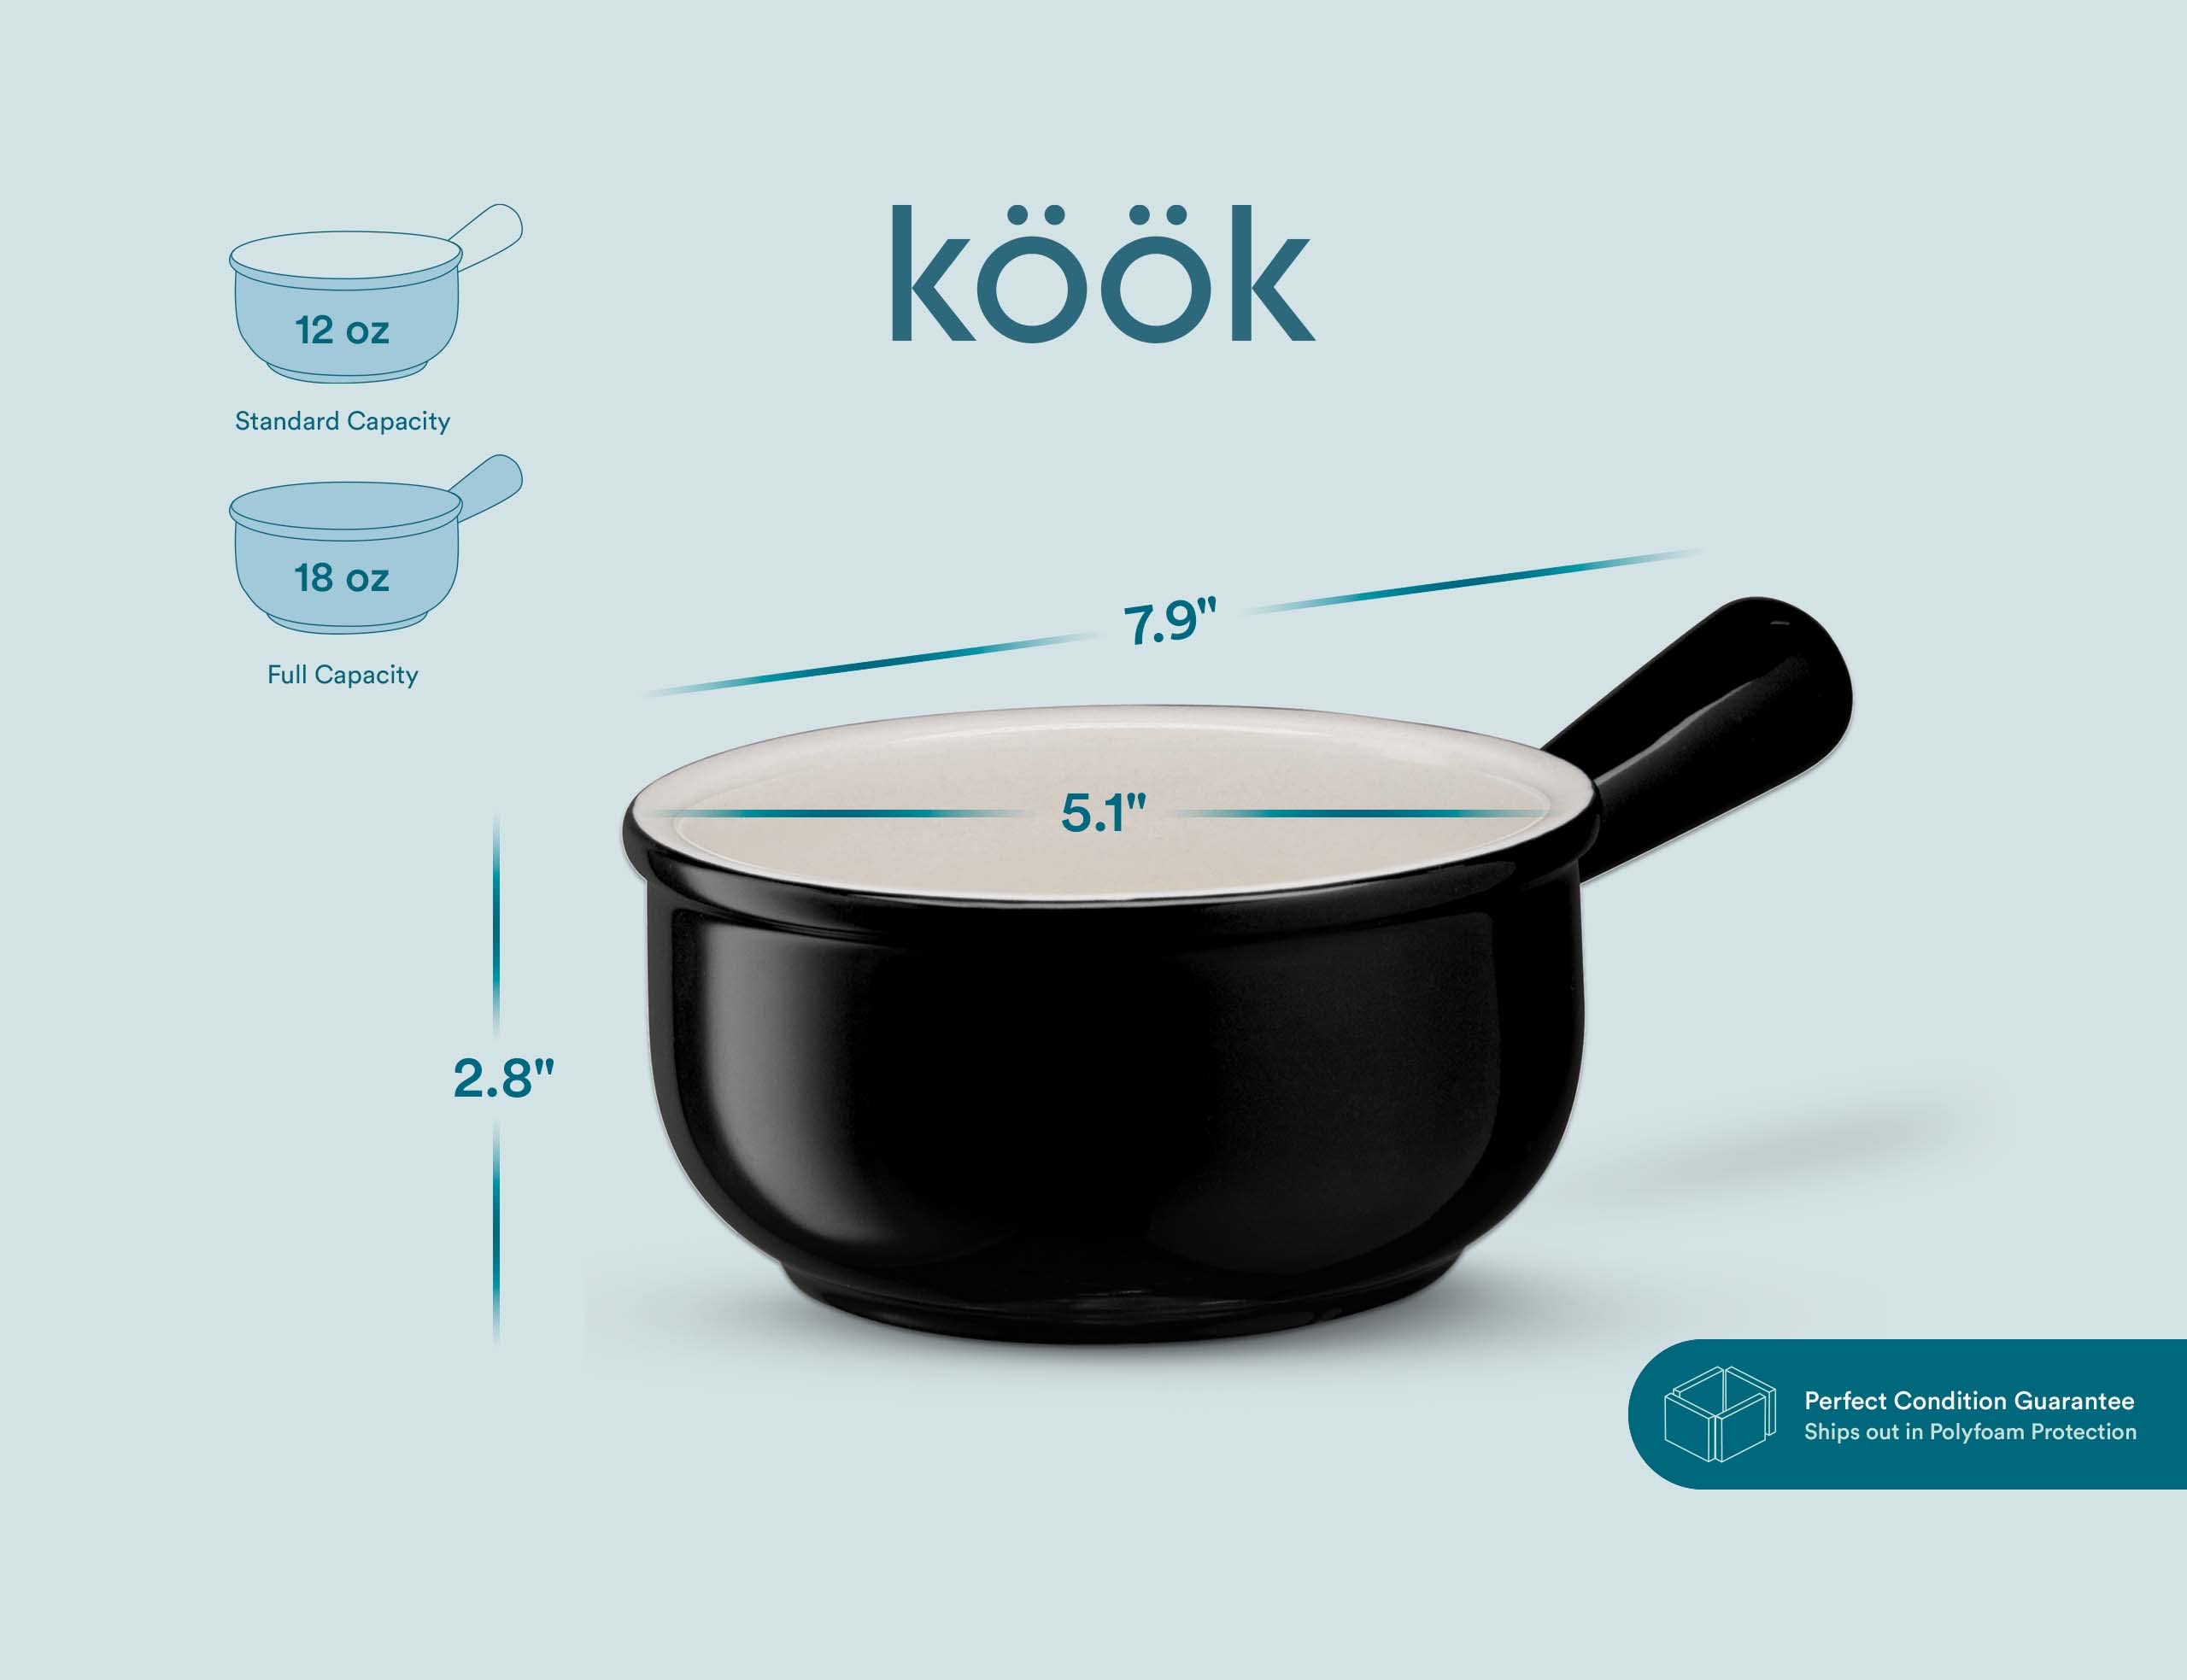 köök
12 oz
Standard Capacity
18 oz
Full Capacity
7.9"
5.1"
2.8"
Perfect Condition Guarantee
Ships out in Polyfoam Protection